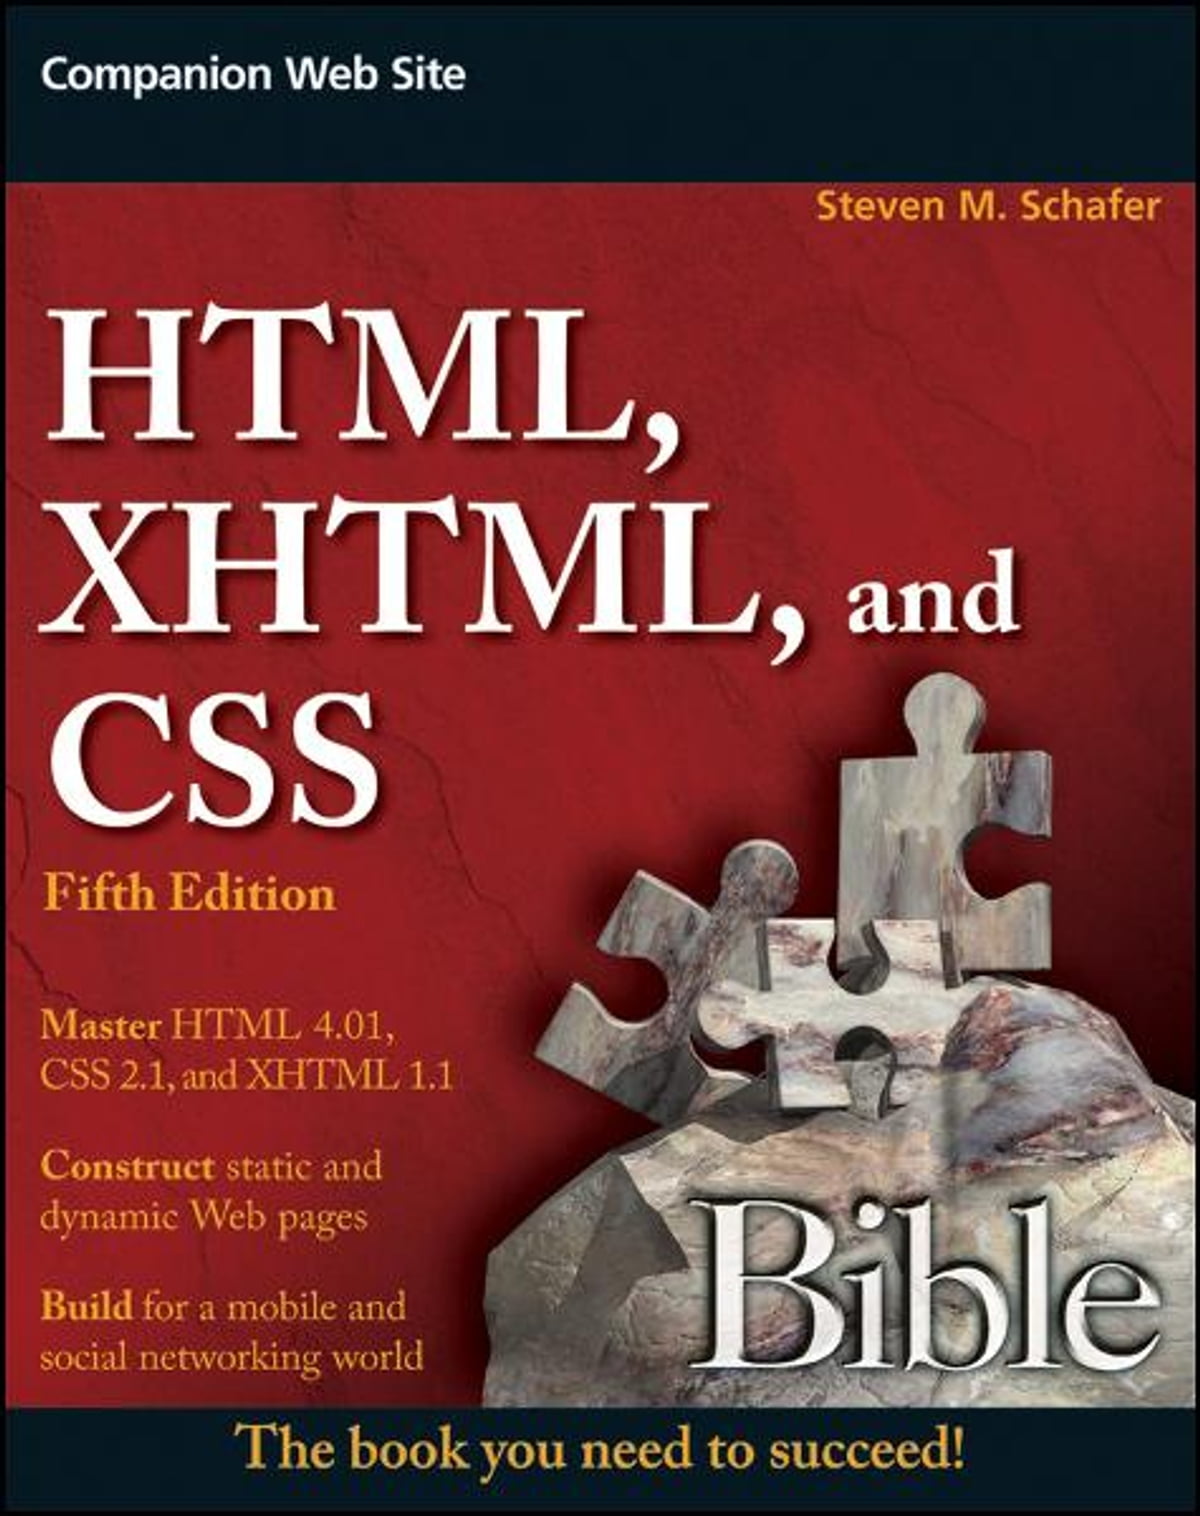 Companion Web Site
Steven M. Schafer
HTML,
XHTML, and
CSS
Fifth Edition
Master HTML 4.01,
CSS 2.1, and XHTML 1.1
Construct static and
dynamic Web pages
Build for a mobile and
social networking world
Bible
The book you need to succeed!